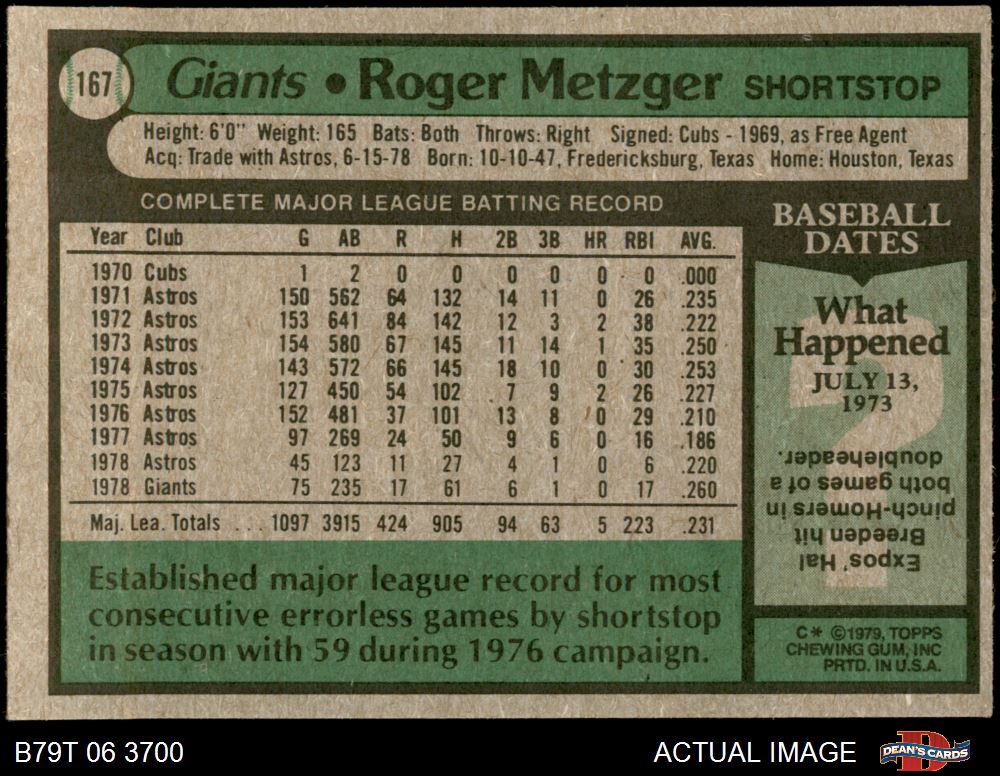 167 Giants • Roger Metzger SHORTSTOP
Height: 6'0" Weight: 165 Bats: Both Throws: Right Signed: Cubs - 1969, as Free Agent
Acq: Trade with Astros, 6-15-78 Born: 10-10-47, Fredericksburg, Texas Home: Houston, Texas
COMPLETE MAJOR LEAGUE BATTING RECORD
Year Club G AB R H 2B 3B HR RBI AVG.
1970 Cubs 1 2 0 0 0 0 0 0 .000
1971 Astros 150 562 64 132 14 11 0 26 .235
1972 Astros 153 641 84 142 12 3 2 38 .222
1973 Astros 154 580 67 145 11 14 1 35 .250
1974 Astros 143 572 66 145 18 10 0 30 .253
1975 Astros 127 450 54 102 7 9 2 26 .227
1976 Astros 152 481 37 101 13 8 0 29 .210
1977 Astros 97 269 24 50 9 6 0 16 .186
1978 Astros 45 123 11 27 4 1 0 6 .220
1978 Giants 75 235 17 61 6 1 0 17 .260
Maj. Lea. Totals ... 1097 3915 424 905 94 63 5 223 .231
Established major league record for most
consecutive errorless games by shortstop
in season with 59 during 1976 campaign.
BASEBALL
DATES
What
Happened
JULY 13,
1973
?
Expos' Hal
Breeden hit
pinch-Homers in
both games of a
doubleheader.
C* ©1979, TOPPS
CHEWING GUM, INC
PRTD. IN U.S.A.
B79T 06 3700
ACTUAL IMAGE
D
DEAN'S CARDS